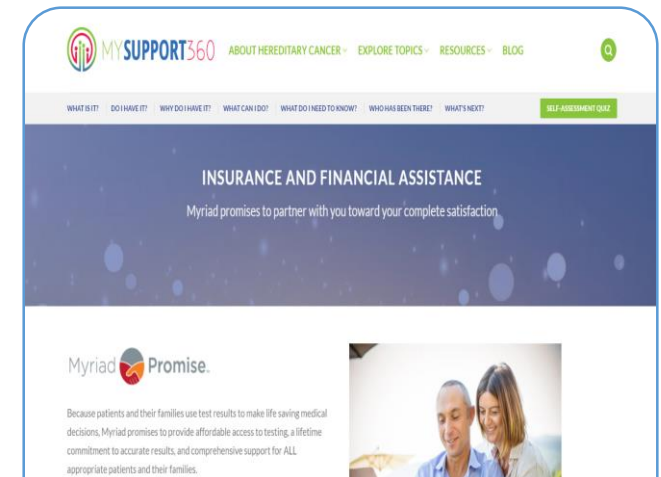 MYSUPPORT360 ABOUT HEREDITARY CANCER EXPLORE TOPICS RESOURCES BLOG
WHAT IS IT? DO I HAVE IT? WHY DO I HAVE IT? WHAT CAN I DO? WHAT DO I NEED TO KNOW? WHO HAS BEEN THERE? WHAT'S NEXT? SELF-ASSESSMENT QUIZ
INSURANCE AND FINANCIAL ASSISTANCE
Myriad promises to partner with you toward your complete satisfaction
Myriad Promise.
Because patients and their families use test results to make life saving medical
decisions, Myriad promises to provide affordable access to testing, a lifetime
commitment to accurate results, and comprehensive support for ALL
appropriate patients and their families.